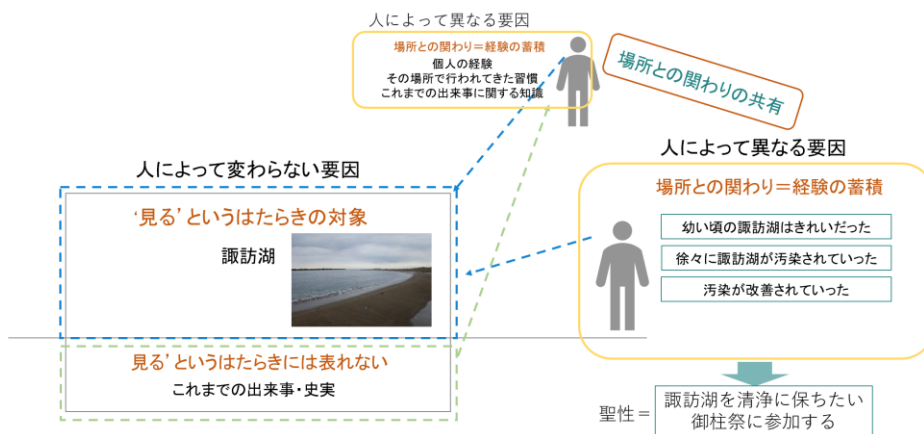 人によって異なる要因
場所との関わり＝経験の蓄積
個人の経験
その場所で行われてきた習慣
これまでの出来事に関する知識
場所との関わりの共有
人によって変わらない要因
‘見る’というはたらきの対象
諏訪湖
見る’というはたらきには表れない
これまでの出来事・史実
人によって異なる要因
場所との関わり＝経験の蓄積
幼い頃の諏訪湖はきれいだった
徐々に諏訪湖が汚染されていった
汚染が改善されていった
聖性＝
諏訪湖を清浄に保ちたい
御柱祭に参加する